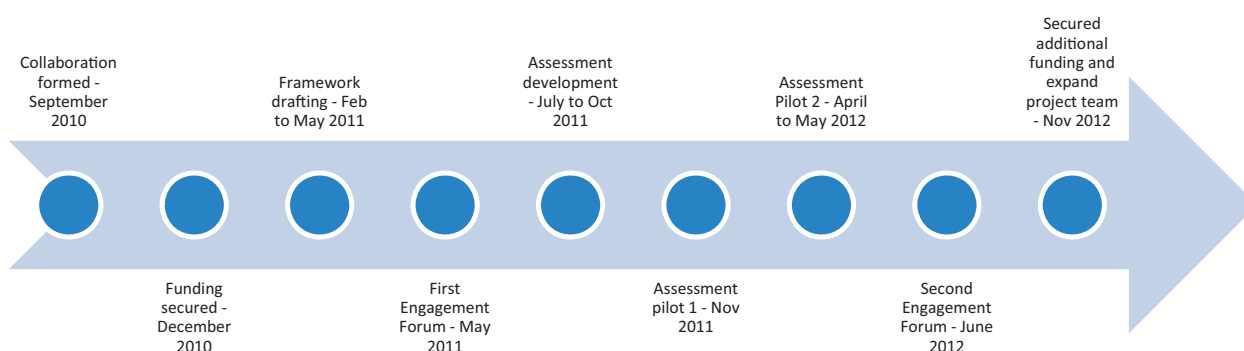 Collaboration
formed -
September
2010
Funding
secured -
December
2010
Framework
drafting - Feb
to May 2011
First
Engagement
Forum - May
2011
Assessment
development
- July to Oct
2011
Assessment
pilot 1 - Nov
2011
Assessment
Pilot 2 - April
to May 2012
Second
Engagement
Forum - June
2012
Secured
additional
funding and
expand
project team
- Nov 2012